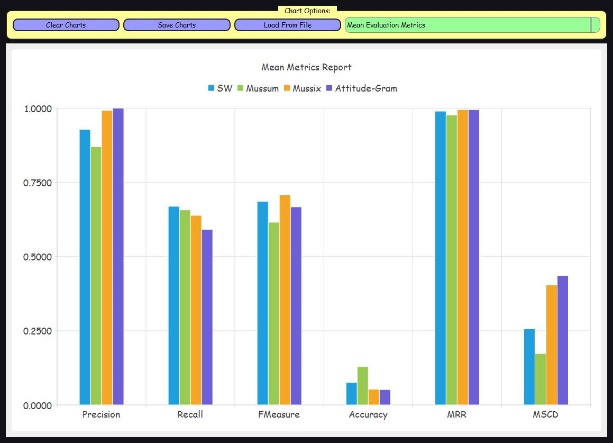 Chart Options:
Clear Charts Save Charts Load From File Mean Evaluation Metrics
Mean Metrics Report
SW Mussum Mussix Attitude-Gram
1.0000
0.7500
0.5000
0.2500
0.0000
Precision Recall FMeasure Accuracy MRR MSCD